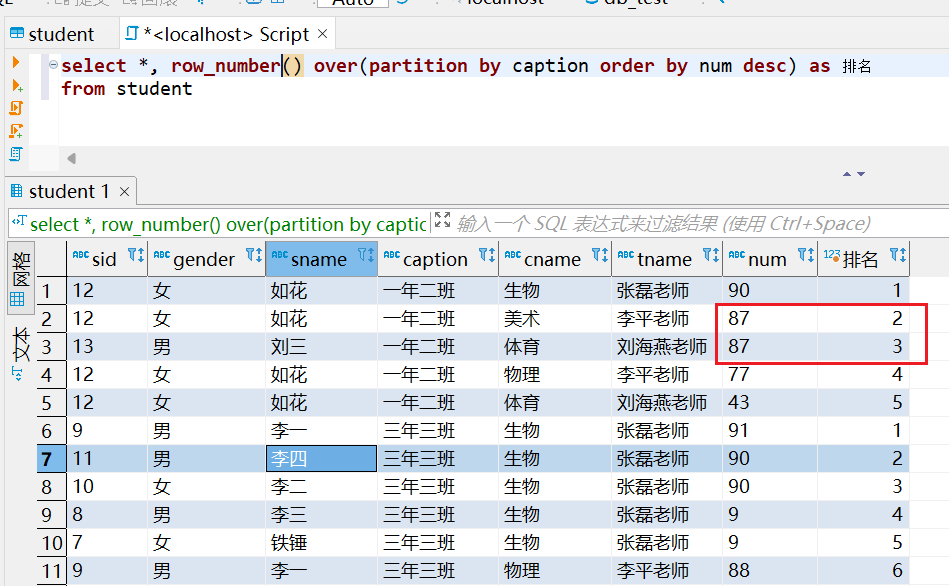 Auto
localhost
db_test
student
*<localhost> Script
select *, row_number() over(partition by caption order by num desc) as 排名
from student
student 1
select *, row_number() over(partition by captic
输入一个 SQL 表达式来过滤结果 (使用 Ctrl+Space)
网格
文本
ABC sid ABC gender ABC sname ABC caption ABC cname ABC tname ABC num 123 排名
1 12 女 如花 一年二班 生物 张磊老师 90 1
2 12 女 如花 一年二班 美术 李平老师 87 2
3 13 男 刘三 一年二班 体育 刘海燕老师 87 3
4 12 女 如花 一年二班 物理 李平老师 77 4
5 12 女 如花 一年二班 体育 刘海燕老师 43 5
6 9 男 李一 三年三班 生物 张磊老师 91 1
7 11 男 李四 三年三班 生物 张磊老师 90 2
8 10 女 李二 三年三班 生物 张磊老师 90 3
9 8 男 李三 三年三班 生物 张磊老师 9 4
10 7 女 铁锤 三年三班 生物 张磊老师 9 5
11 9 男 李一 三年三班 物理 李平老师 88 6